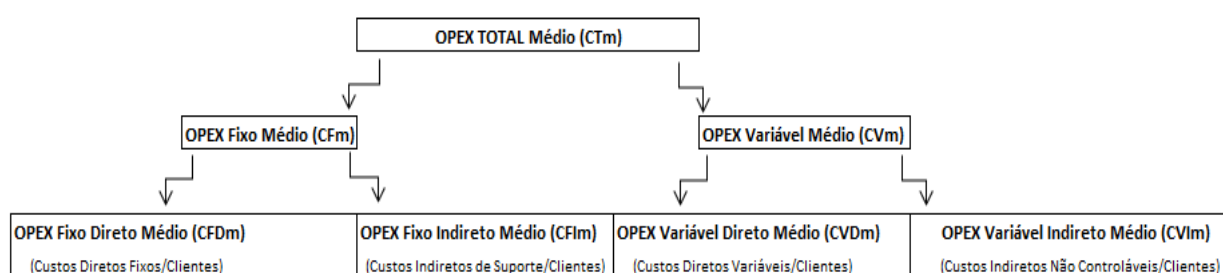 OPEX TOTAL Médio (CTm)
OPEX Fixo Médio (CFm)
OPEX Variável Médio (CVm)
OPEX Fixo Direto Médio (CFDm)
(Custos Diretos Fixos/Clientes)
OPEX Fixo Indireto Médio (CFIm)
(Custos Indiretos de Suporte/Clientes)
OPEX Variável Direto Médio (CVDm)
(Custos Diretos Variáveis/Clientes)
OPEX Variável Indireto Médio (CVIm)
(Custos Indiretos Não Controláveis/Clientes)